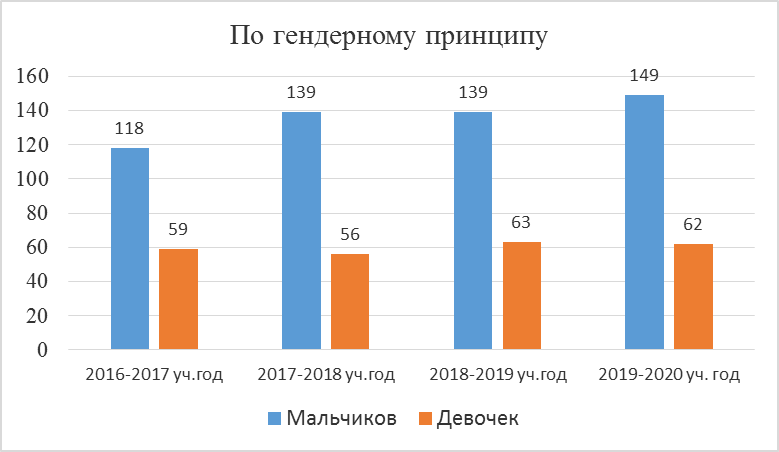 По гендерному принципу
160
140
120
100
80
60
40
20
0
118
59
139
56
139
63
149
62
2016-2017 уч.год
2017-2018 уч.год
2018-2019 уч.год
2019-2020 уч. год
Мальчиков
Девочек